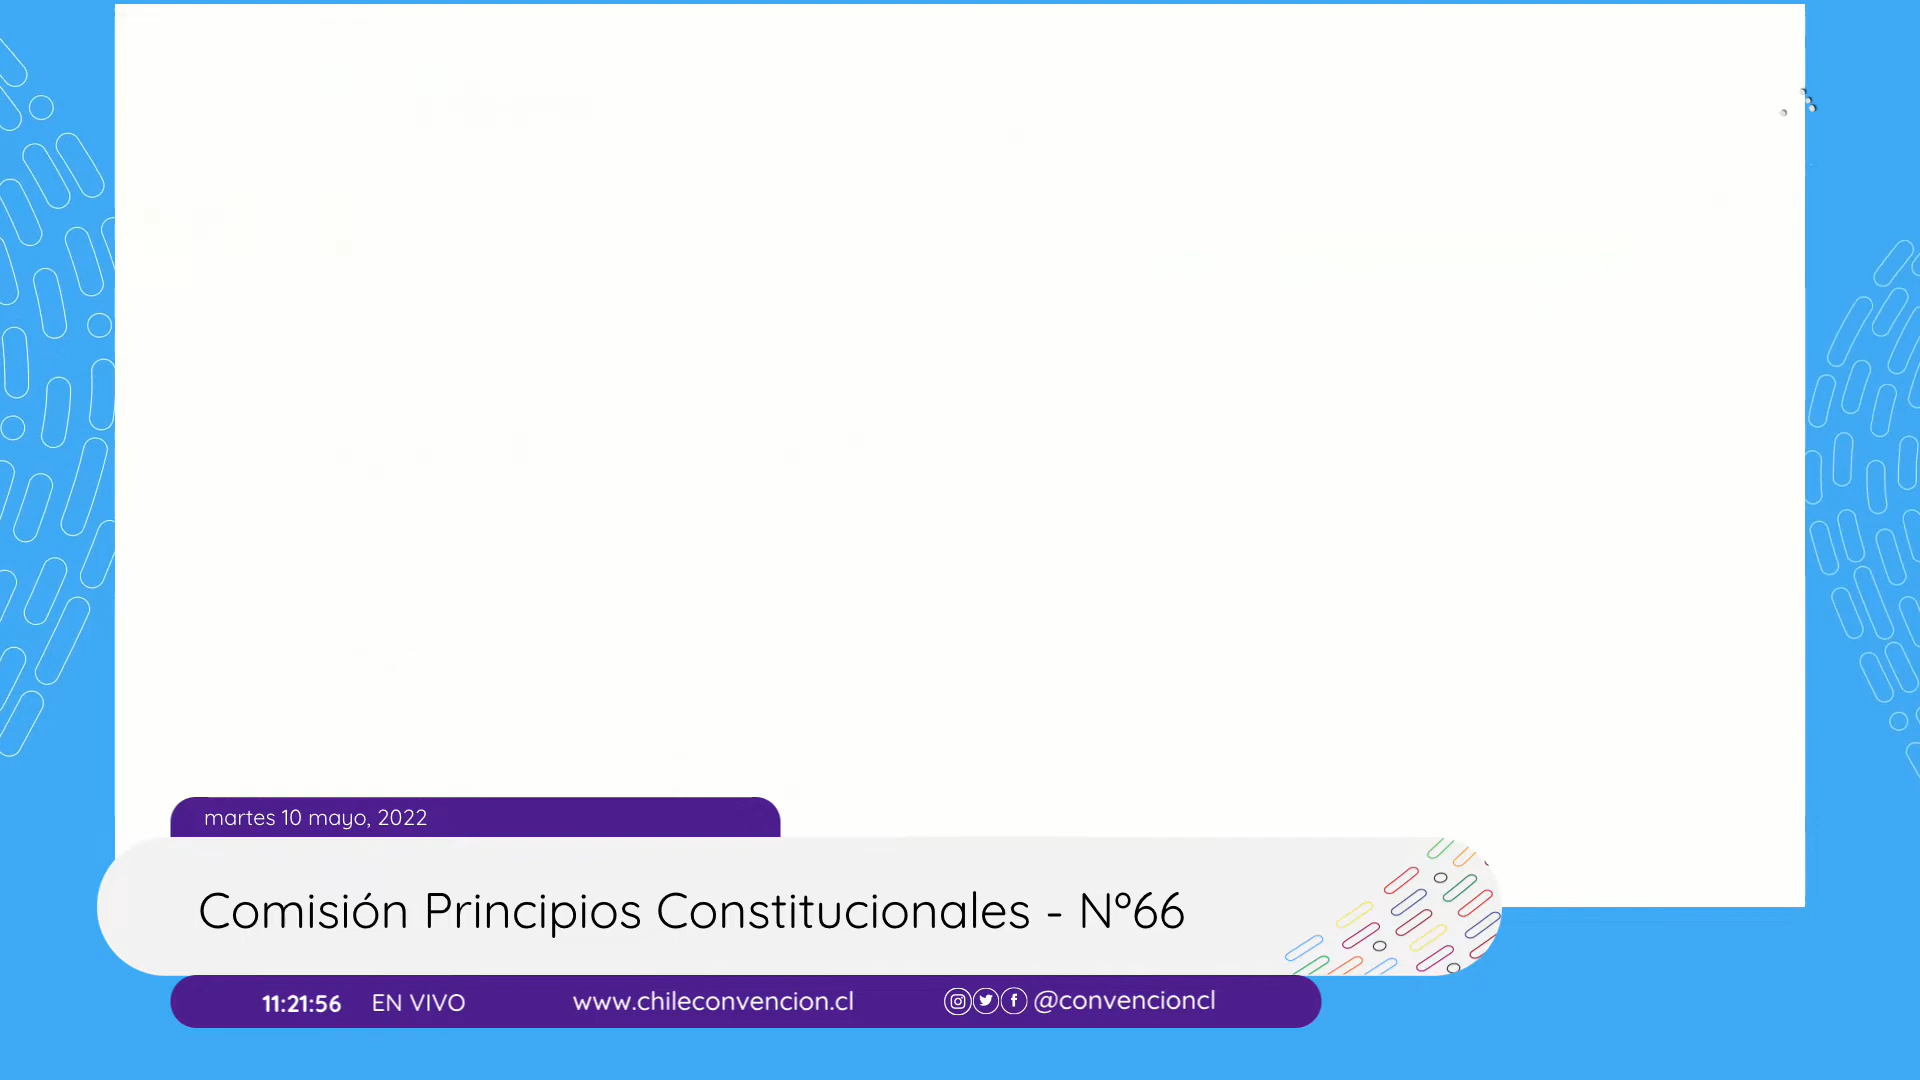 martes 10 mayo, 2022
Comisión Principios Constitucionales - N°66
11:21:56 EN VIVO www.chileconvencion.cl @convencioncl